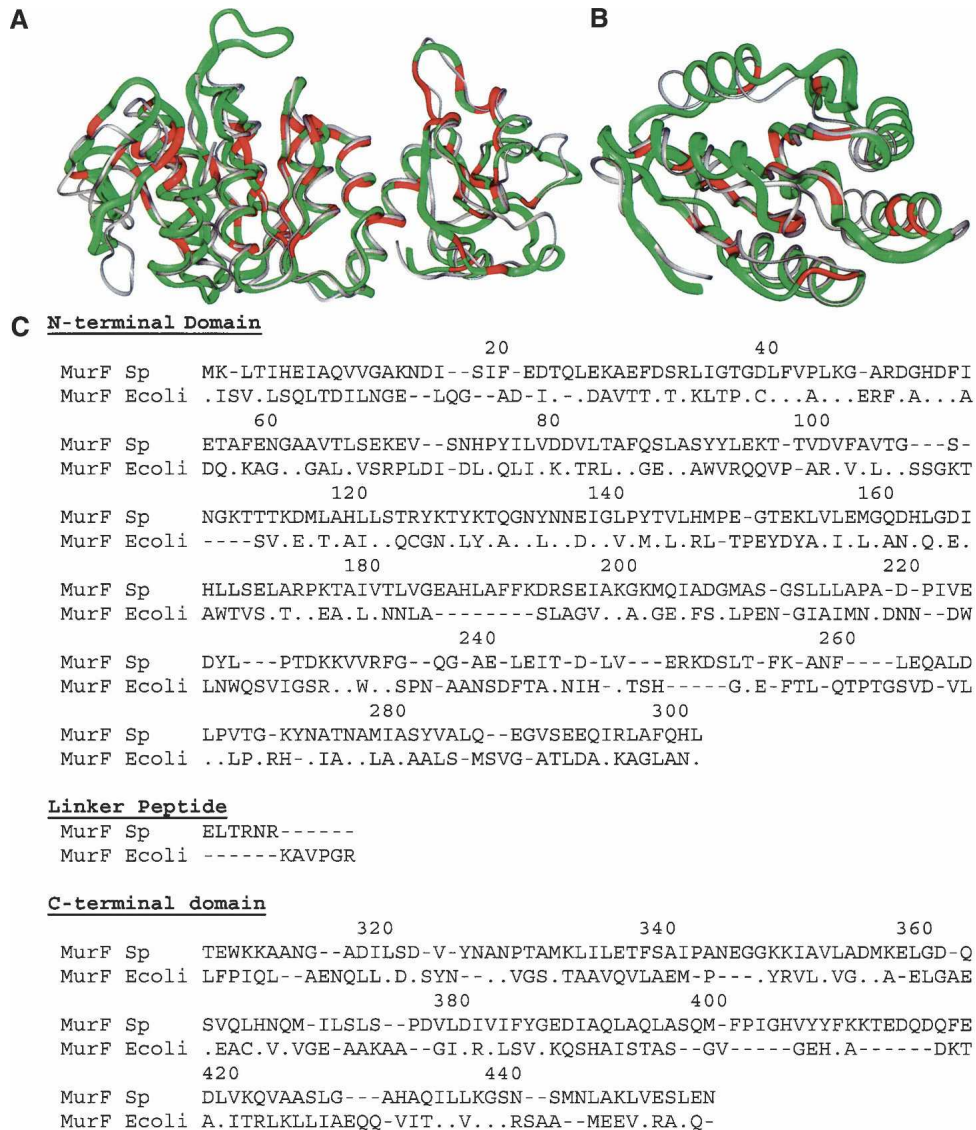 A
B
C N-terminal Domain
20 40
MurF Sp MK-LTIHEIAQVVGAKNDI--SIF-EDTQLEKAEFDSRLIGTGDLFVPLKG-ARDGHDFI
MurF Ecoli .ISV.LSQLTDILNGE--LQG--AD-I-.DAVTT.T.KLTP.C...A...ERF.A...A
60 80 100
MurF Sp ETAFENGAAVTLSEKEV--SNHPYILVDDVLTAFQSLASYYLEKT-TVDVFAVTG---S-
MurF Ecoli DQ.KAG..GAL.VSRPLDI-DL.QLI.K.TRL..GE..AWVRQQVP-AR.V.L..SSGKT
120 140 160
MurF Sp NGKTTTKDMLAHLLSTRYKTYKTQGNYNNEIGLPYTVLHMPE-GTEKLVLEMGQDHLGDI
MurF Ecoli ----SV.E.T.AI..QCGN.LY.A..L..D..V.M.L.RL-TPEYDYA.I.L.AN.Q.E.
180 200 220
MurF Sp HLLSELARPKTAIVTLVGEAHLAFFKDRSEIAKGKMQIADGMAS-GSLLLAPA-D-PIVE
MurF Ecoli AWTVS.T..EA.L.NNLA--------SLAGV..A.GE.FS.LPEN-GIAIMN.DNN--DW
240 260
MurF Sp DYL---PTDKKVVRFG--QG-AE-LEIT-D-LV---ERKDSLT-FK-ANF----LEQALD
MurF Ecoli LNWQSVIGSR..W..SPN-AANSDFTA.NIH-.TSH-----G.E-FTL-QTPTGSVD-VL
280 300
MurF Sp LPVTG-KYNATNAMIASYVALQ--EGVSEEQIRLAFQHL
MurF Ecoli ..LP.RH-.IA..LA.AALS-MSVG-ATLDA.KAGLAN.
Linker Peptide
MurF Sp ELTRNR------
MurF Ecoli ------KAVPGR
C-terminal domain
320 340 360
MurF Sp TEWKKAANG--ADILSD-V-YNANPTAMKLILETFSAIPANEGGKKIAVLADMKELGD-Q
MurF Ecoli LFPIQL--AENQLL.D.SYN...VGS.TAAVQVLAEM-P----.YRVL.VG..A-ELGAE
380 400
MurF Sp SVQLHNQM-ILSLS--PDVLDIVIFYGEDIAQLAQLASQM-FPIGHVYYFKKTEDQDQFE
MurF Ecoli .EAC.V.VGE-AAKAA--GI.R.LSV.KQSHAISTAS--GV-----GEH.A------DKT
420 440
MurF Sp DLVKQVAASLG---AHAQILLKGSN--SMNLAKLVESLEN
MurF Ecoli A.ITRLKLLIAEQQ-VIT..V...RSAA--MEEV.RA.Q-